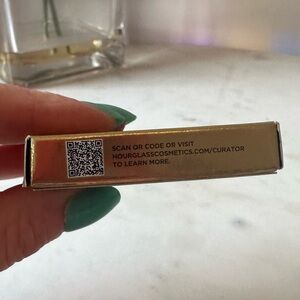 SCAN QR CODE OR VISIT
HOURGLASSCOSMETICS.COM/CURATOR
TO LEARN MORE.